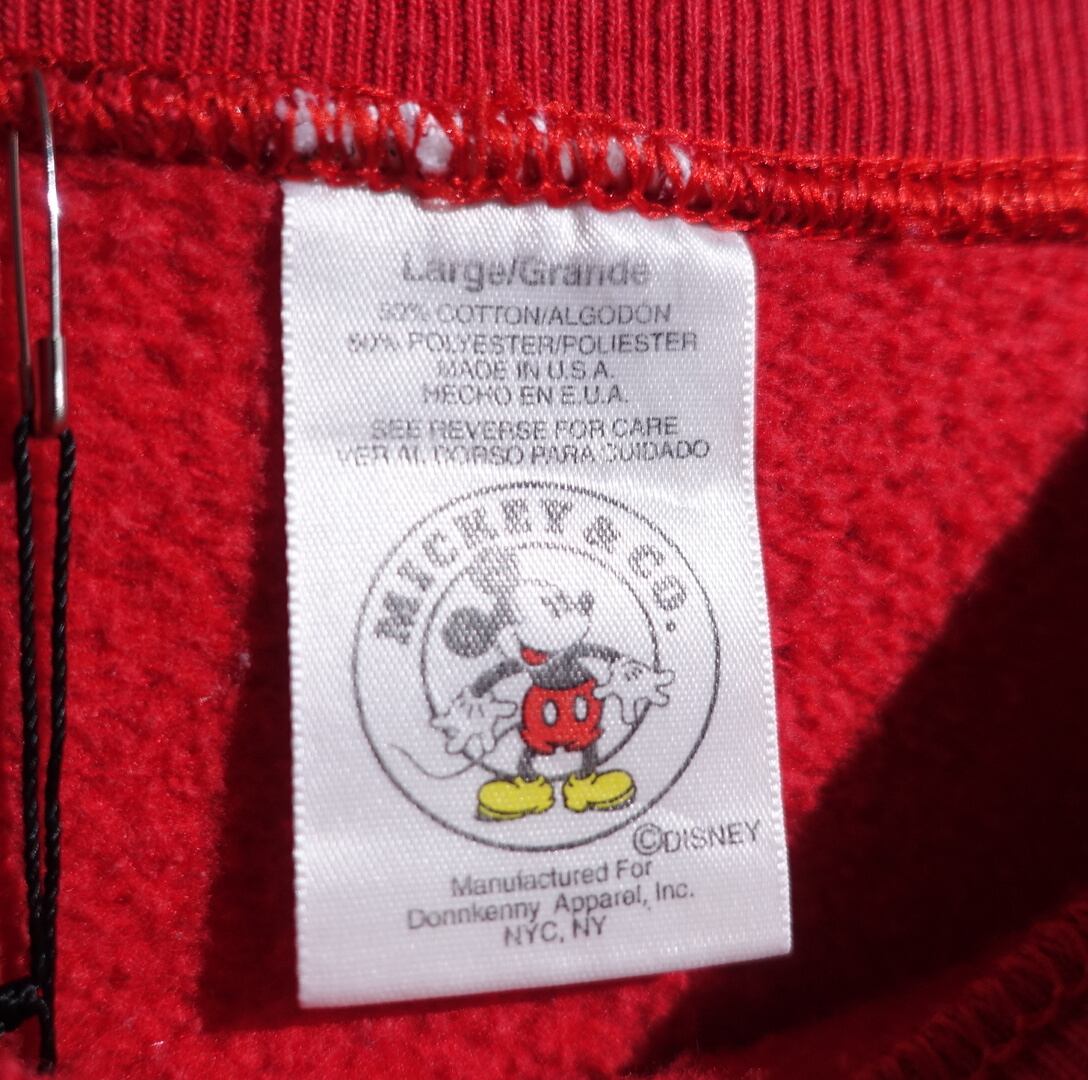 Large/Grande
50% COTTON/ALGODON
50% POLYESTER/POLIESTER
MADE IN U.S.A.
HECHO EN E.U.A.
SEE REVERSE FOR CARE
VER AL DORSO PARA CUIDADO
MICKEY & CO.
©DISNEY
Manufactured For
Donnkenny Apparel, Inc.
NYC, NY